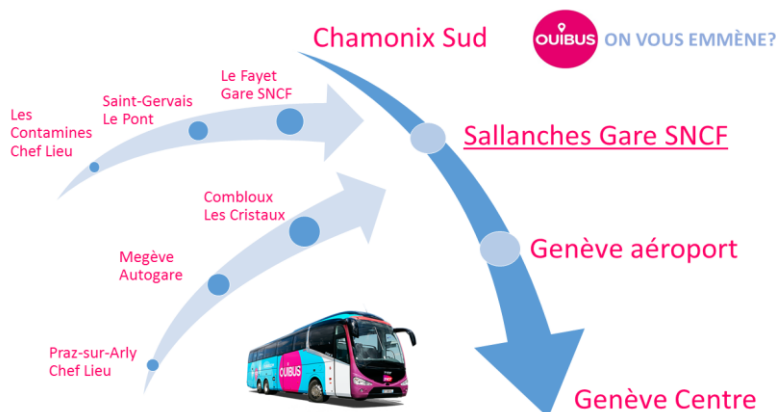 Chamonix Sud
OUiBUS
ON VOUS EMMÈNE?
Le Fayet
Gare SNCF
Saint-Gervais
Le Pont
Les
Contamines
Chef Lieu
Sallanches Gare SNCF
Combloux
Les Cristaux
Genève aéroport
Megève
Autogare
Praz-sur-Arly
Chef Lieu
OUIBUS
Genève Centre